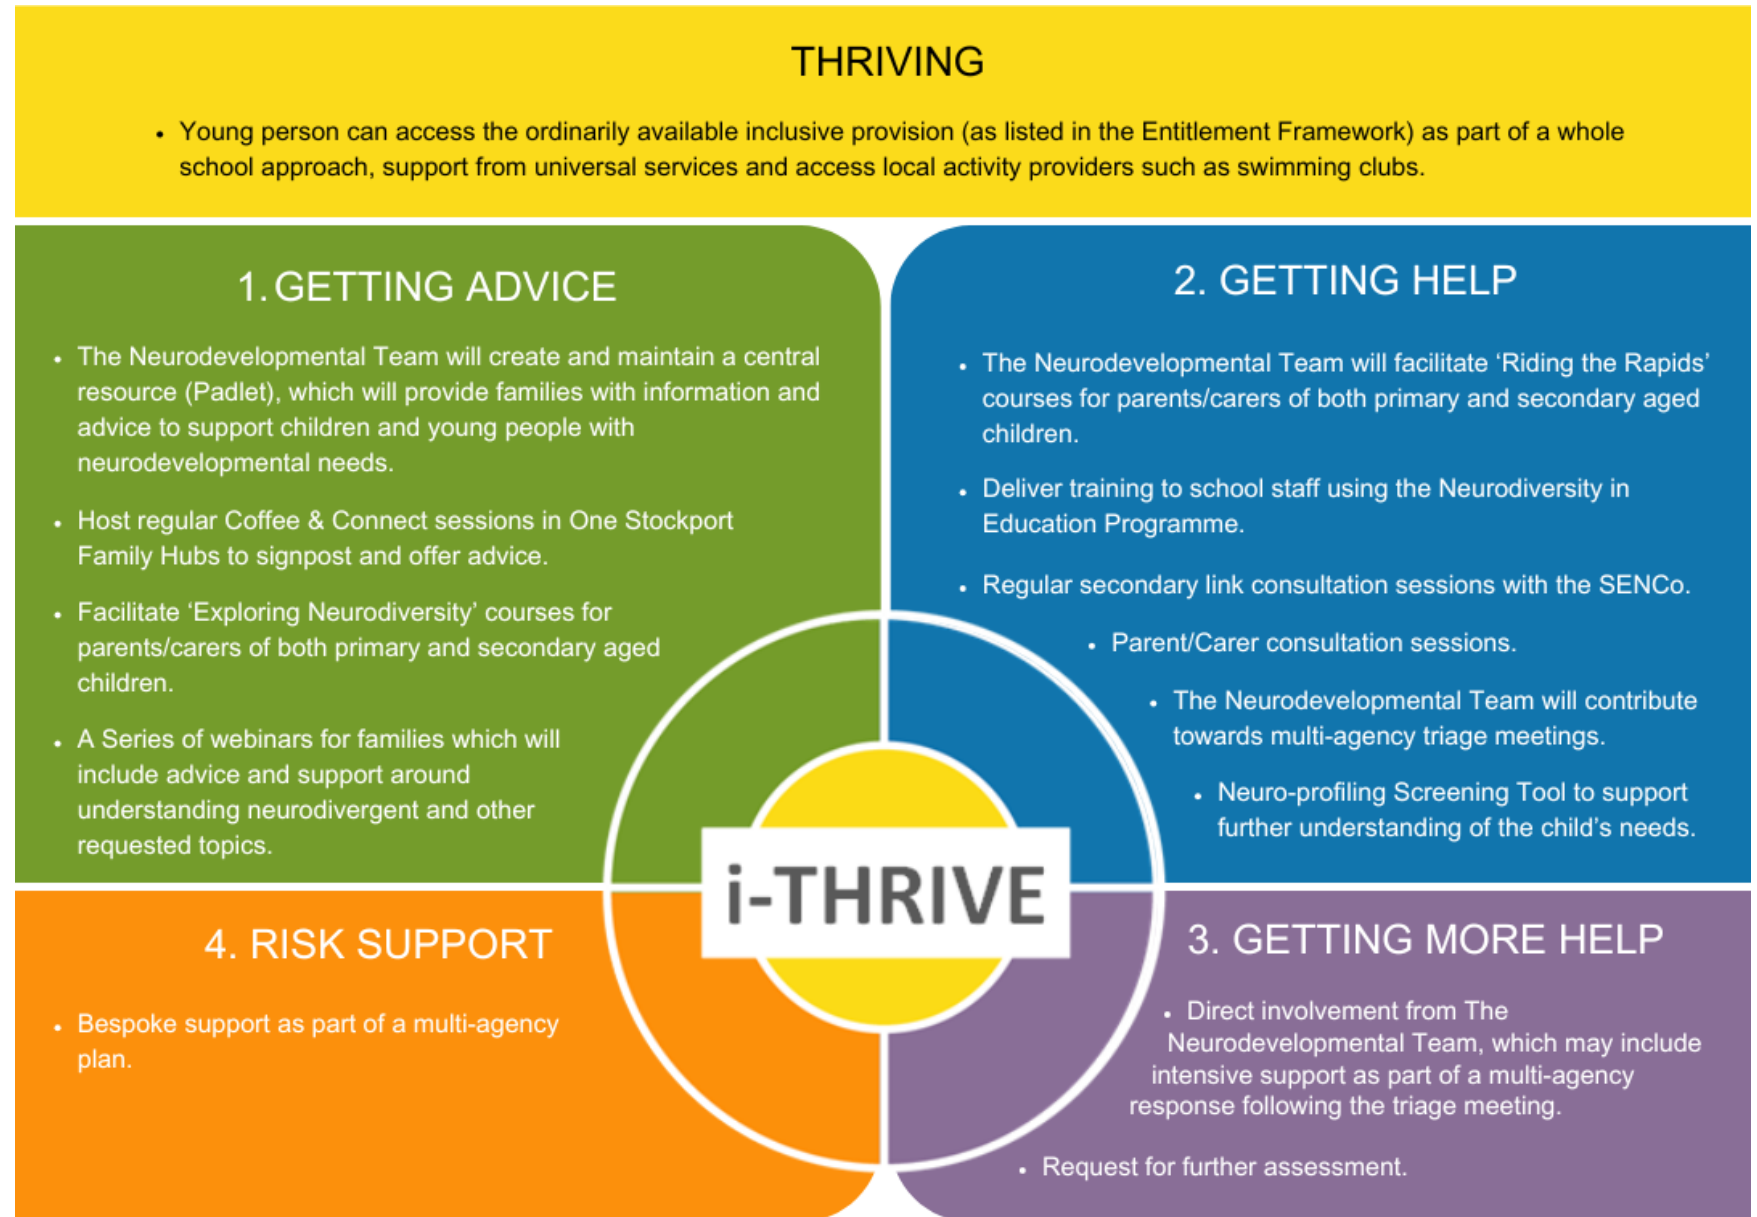 THRIVING
• Young person can access the ordinarily available inclusive provision (as listed in the Entitlement Framework) as part of a whole
school approach, support from universal services and access local activity providers such as swimming clubs.
1. GETTING ADVICE
• The Neurodevelopmental Team will create and maintain a central
resource (Padlet), which will provide families with information and
advice to support children and young people with
neurodevelopmental needs.
• Host regular Coffee & Connect sessions in One Stockport
Family Hubs to signpost and offer advice.
• Facilitate ‘Exploring Neurodiversity’ courses for
parents/carers of both primary and secondary aged
children.
• A Series of webinars for families which will
include advice and support around
understanding neurodivergent and other
requested topics.
2. GETTING HELP
• The Neurodevelopmental Team will facilitate ‘Riding the Rapids’
courses for parents/carers of both primary and secondary aged
children.
• Deliver training to school staff using the Neurodiversity in
Education Programme.
• Regular secondary link consultation sessions with the SENCo.
• Parent/Carer consultation sessions.
• The Neurodevelopmental Team will contribute
towards multi-agency triage meetings.
• Neuro-profiling Screening Tool to support
further understanding of the child’s needs.
i-THRIVE
4. RISK SUPPORT
• Bespoke support as part of a multi-agency
plan.
3. GETTING MORE HELP
• Direct involvement from The
Neurodevelopmental Team, which may include
intensive support as part of a multi-agency
response following the triage meeting.
• Request for further assessment.